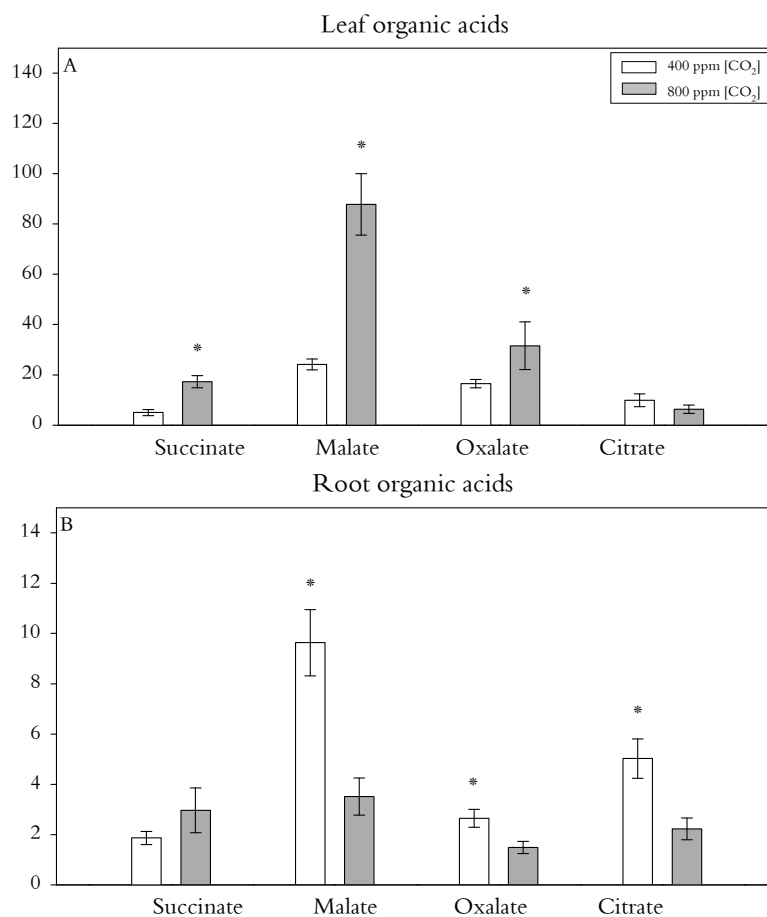 Leaf organic acids
A
400 ppm [CO₂]
800 ppm [CO₂]
140
120
100
80
60
40
20
0
*
*
*
Succinate Malate Oxalate Citrate
Root organic acids
B
14
12
10
8
6
4
2
0
*
*
*
Succinate Malate Oxalate Citrate